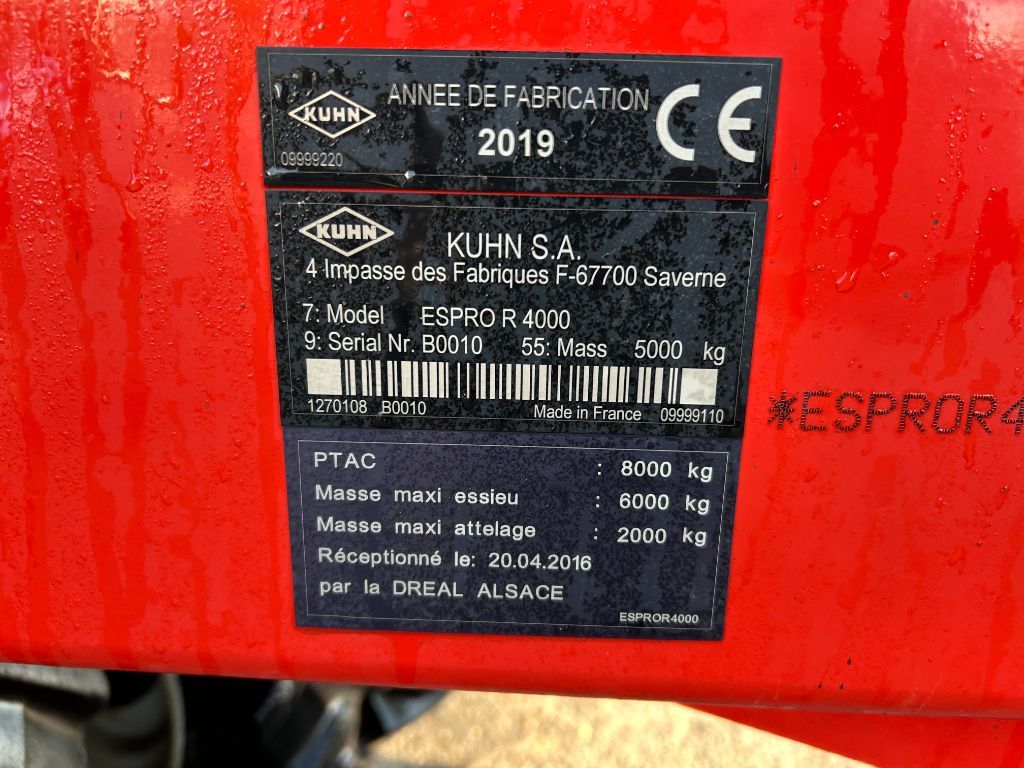 KUHN
ANNEE DE FABRICATION
2019
CE
09999220
KUHN
KUHN S.A.
4 Impasse des Fabriques F-67700 Saverne
7: Model ESPRO R 4000
9: Serial Nr. B0010 55: Mass 5000 kg
1270108 B0010 Made in France 09999110
*ESPROR4
PTAC : 8000 kg
Masse maxi essieu : 6000 kg
Masse maxi attelage : 2000 kg
Réceptionné le: 20.04.2016
par la DREAL ALSACE
ESPROR4000